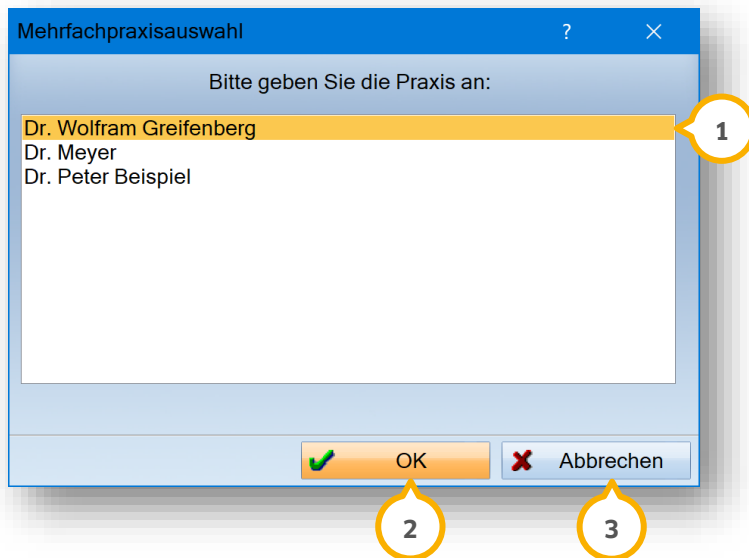 Mehrfachpraxisauswahl ?
Bitte geben Sie die Praxis an:
Dr. Wolfram Greifenberg
1
Dr. Meyer
Dr. Peter Beispiel
OK
Abbrechen
2
3